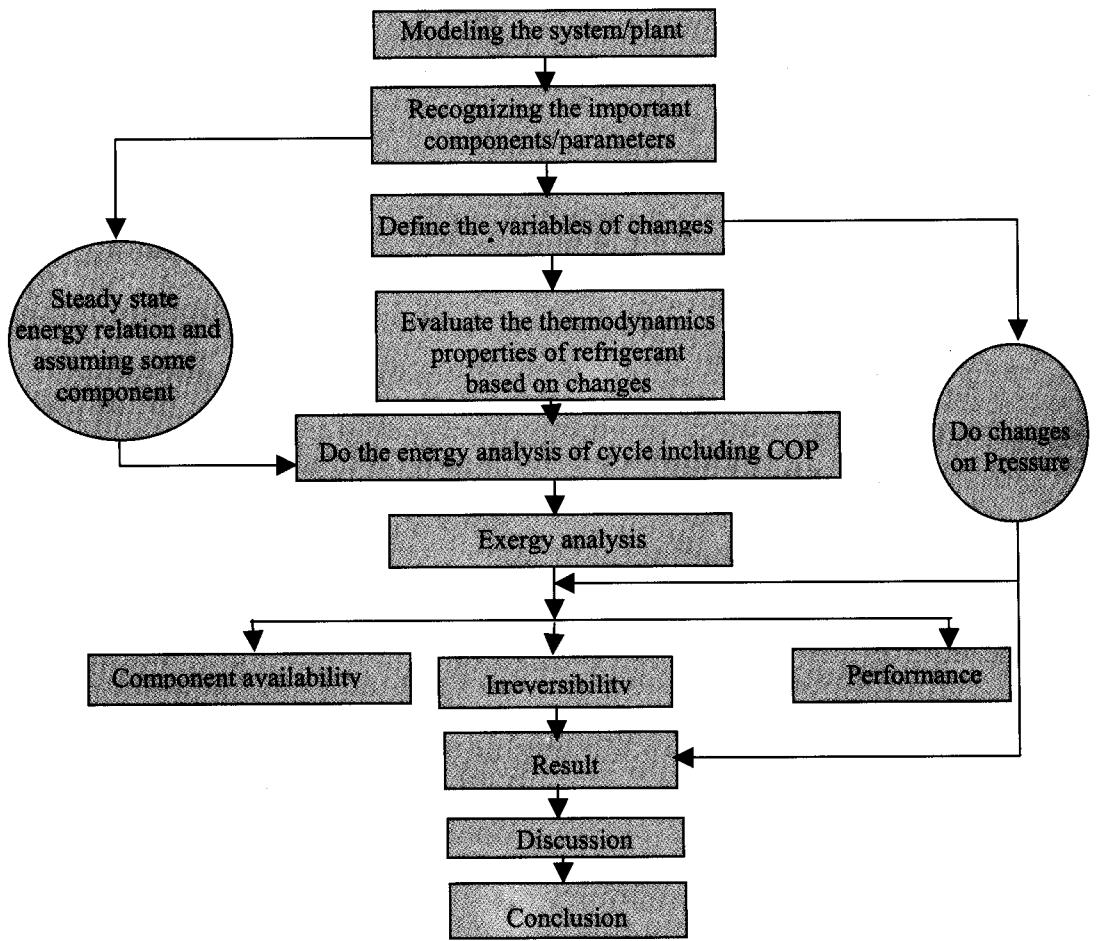 Modeling the system/plant
Recognizing the important
components/parameters
Define the variables of changes
Steady state
energy relation and
assuming some
component
Evaluate the thermodynamics
properties of refrigerant
based on changes
Do changes
on Pressure
Do the energy analysis of cycle including COP
Exergy analysis
Component availability
Irreversibility
Performance
Result
Discussion
Conclusion